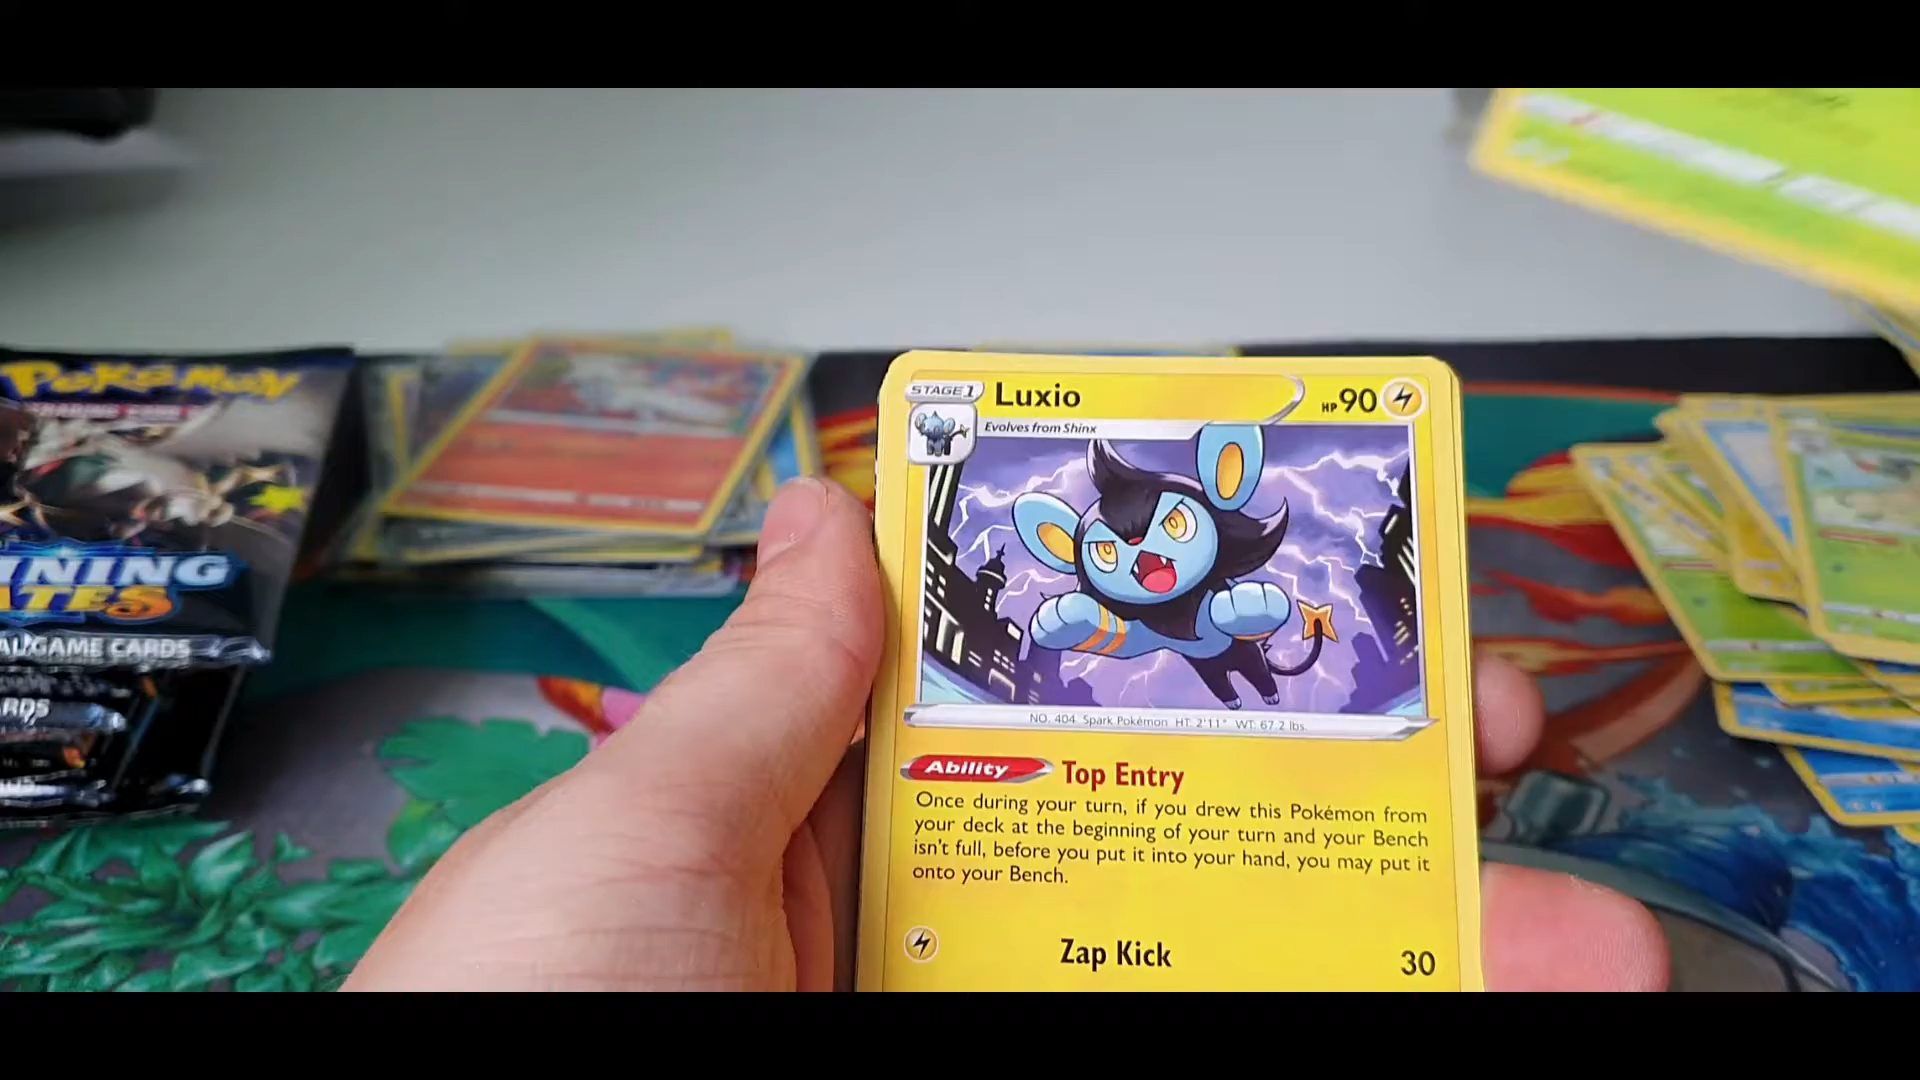 Pokémon
INING
ATES
AL GAME CARDS
RDS
STAGE 1 Luxio HP 90
Evolves from Shinx
NO. 404 Spark Pokémon HT: 2'11" WT: 67.2 lbs.
Ability Top Entry
Once during your turn, if you drew this Pokémon from
your deck at the beginning of your turn and your Bench
isn't full, before you put it into your hand, you may put it
onto your Bench.
Zap Kick 30